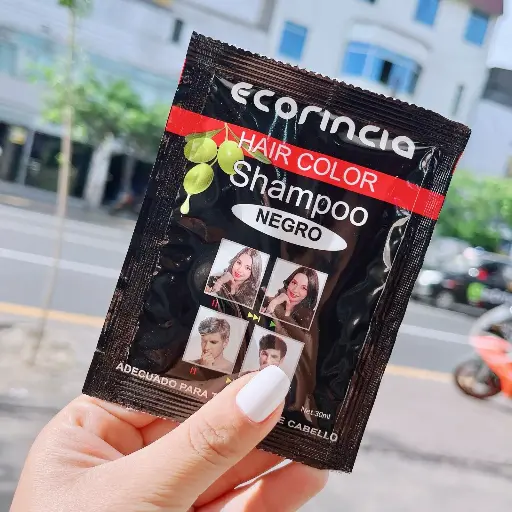 ecorincia
HAIR COLOR
Shampoo
NEGRO
Net.30ml
ADECUADO PARA T E CABELLO